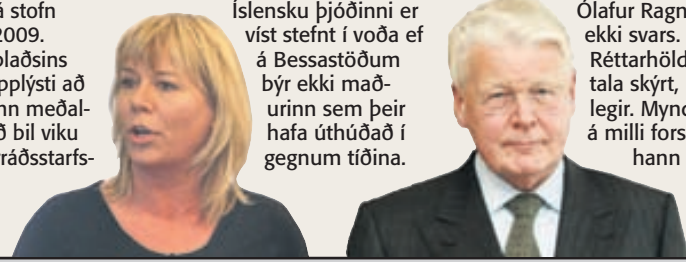 á stofn
2009.
blaðsins
pplýsti að
nn meðal-
ð bil viku
ráðsstarfs-
Íslensku þjóðinni er
víst stefnt í voða ef
á Bessastöðum
býr ekki mað-
urinn sem þeir
hafa úthúðað í
gegnum tíðina.
Ólafur Ragn
ekki svars.
Réttarhöld
tala skýrt,
legir. Mynd
á milli fors
hann